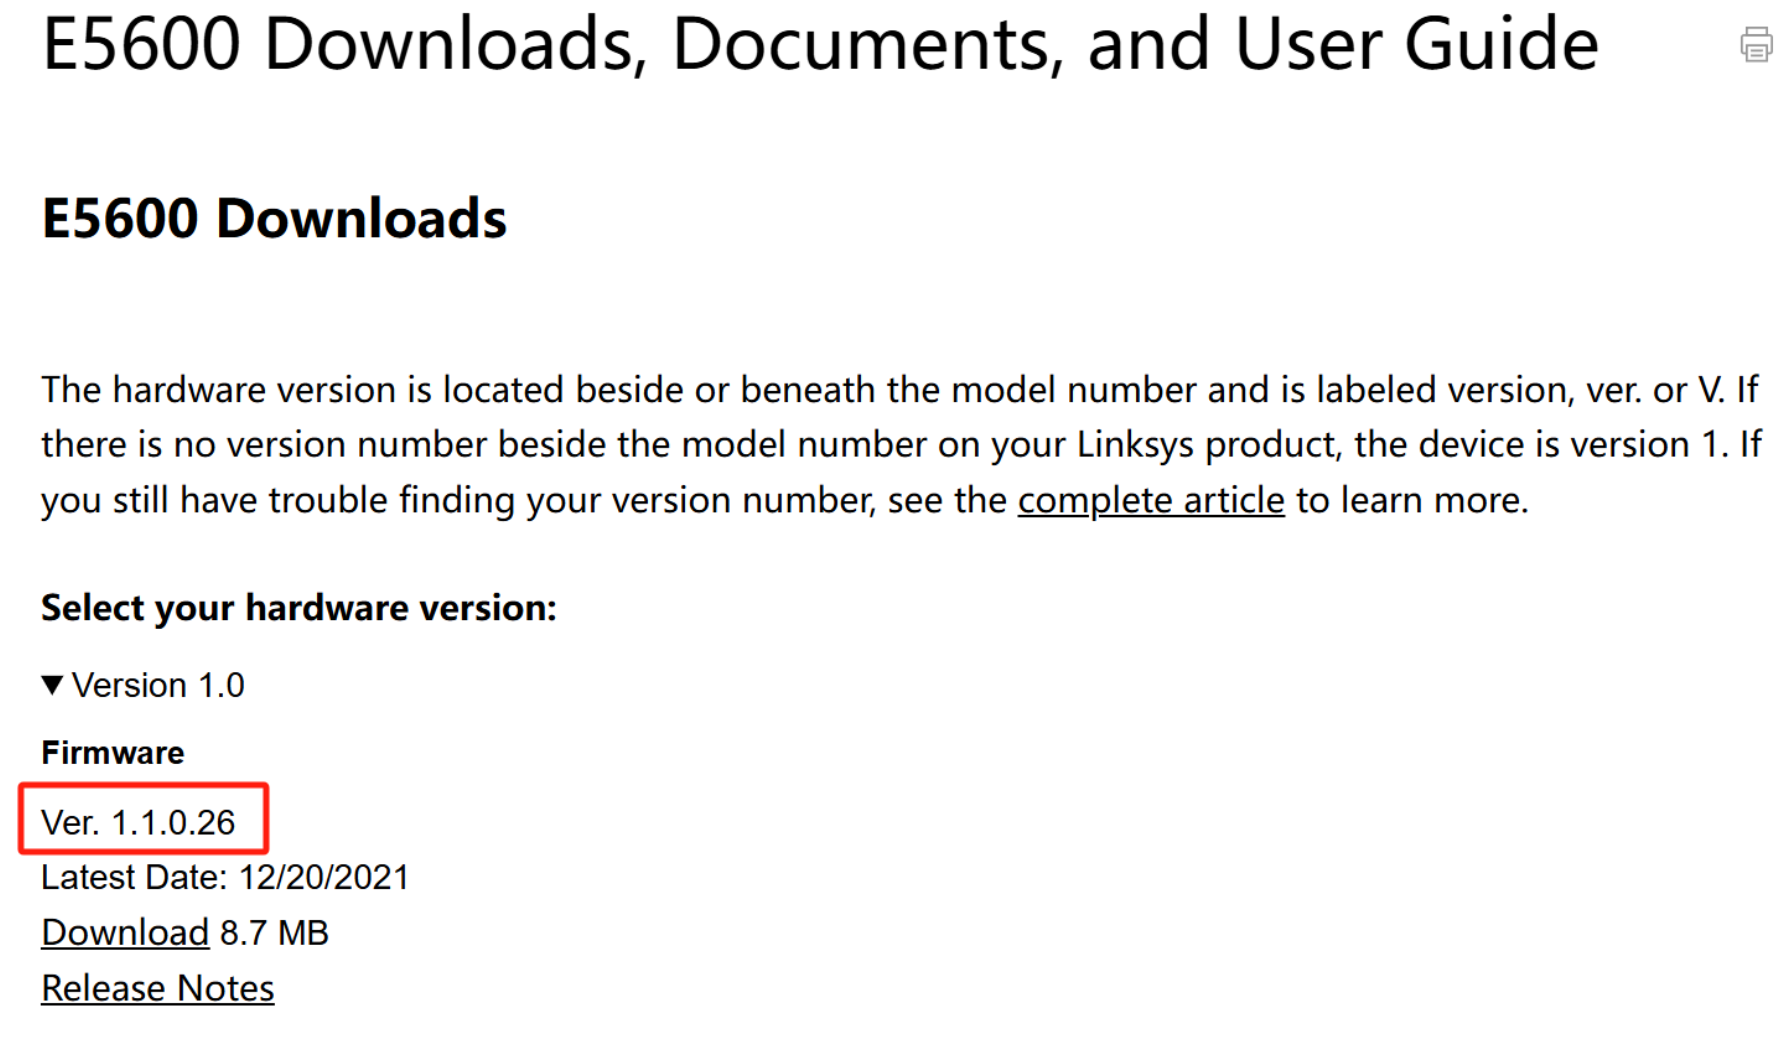 E5600 Downloads, Documents, and User Guide
E5600 Downloads
The hardware version is located beside or beneath the model number and is labeled version, ver. or V. If
there is no version number beside the model number on your Linksys product, the device is version 1. If
you still have trouble finding your version number, see the complete article to learn more.
Select your hardware version:
▼ Version 1.0
Firmware
Ver. 1.1.0.26
Latest Date: 12/20/2021
Download 8.7 MB
Release Notes